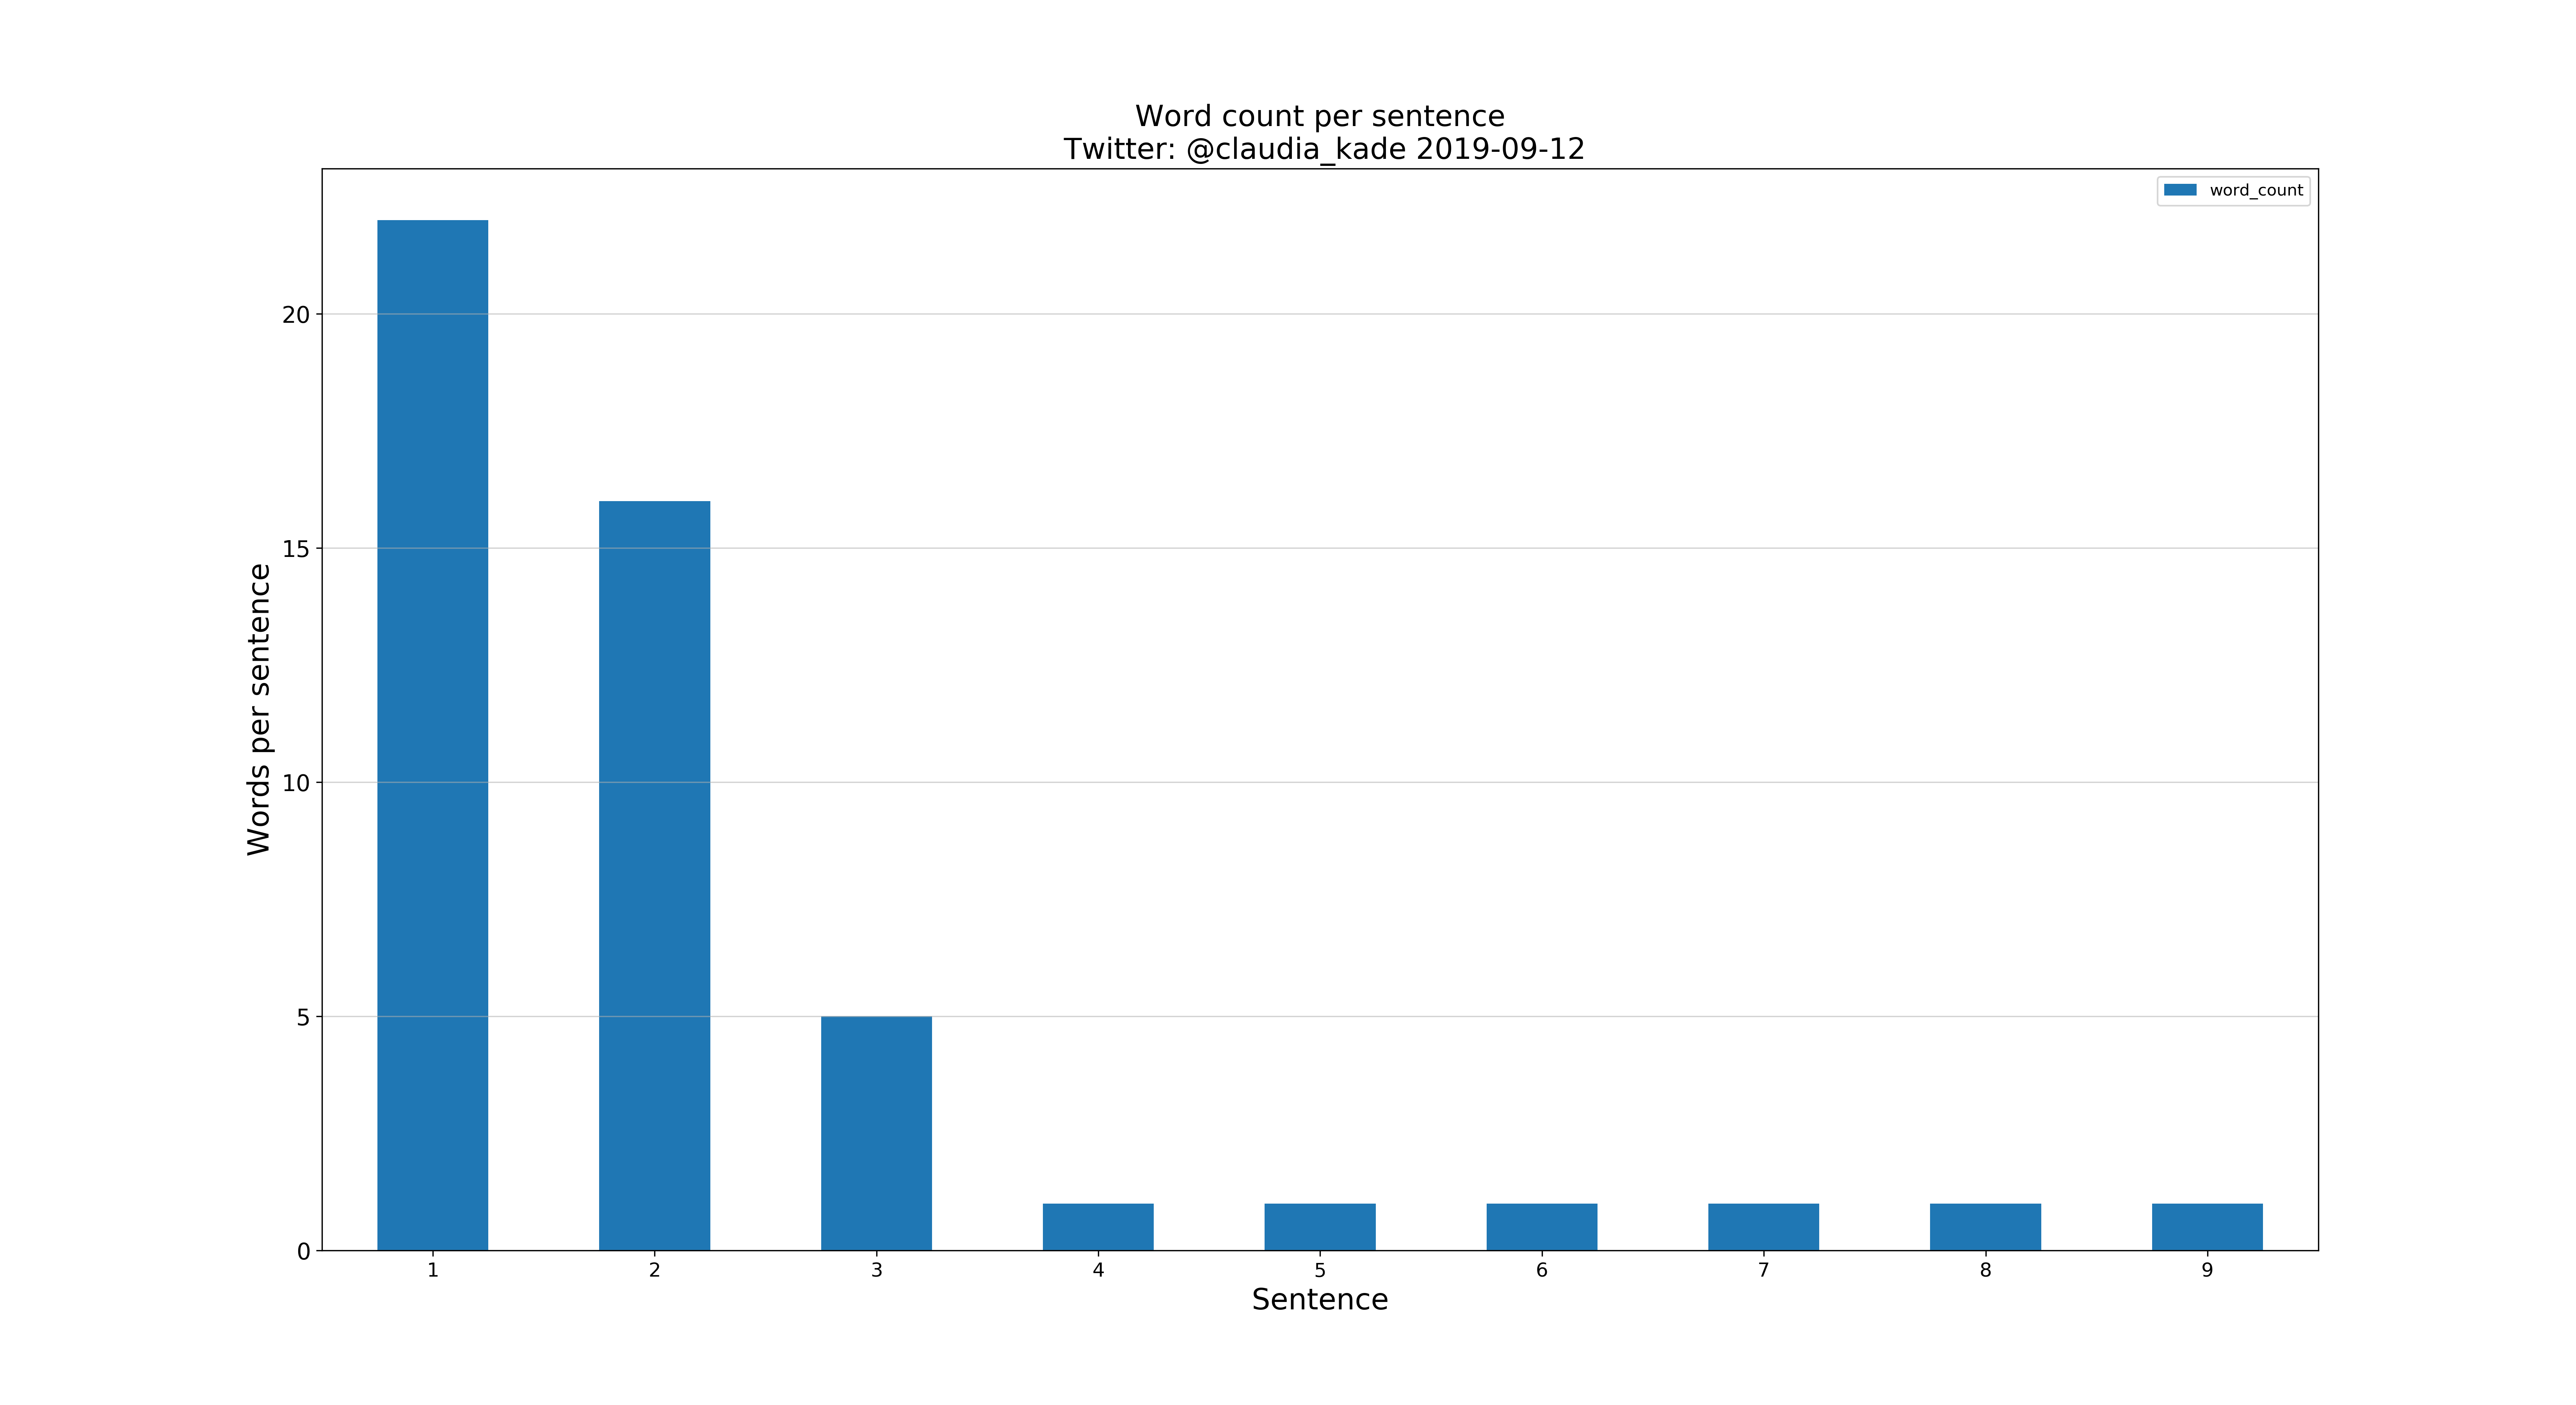 Word count per sentence
Twitter: @claudia_kade 2019-09-12
word_count
20
15
10
5
0
Words per sentence
1 2 3 4 5 6 7 8 9
Sentence